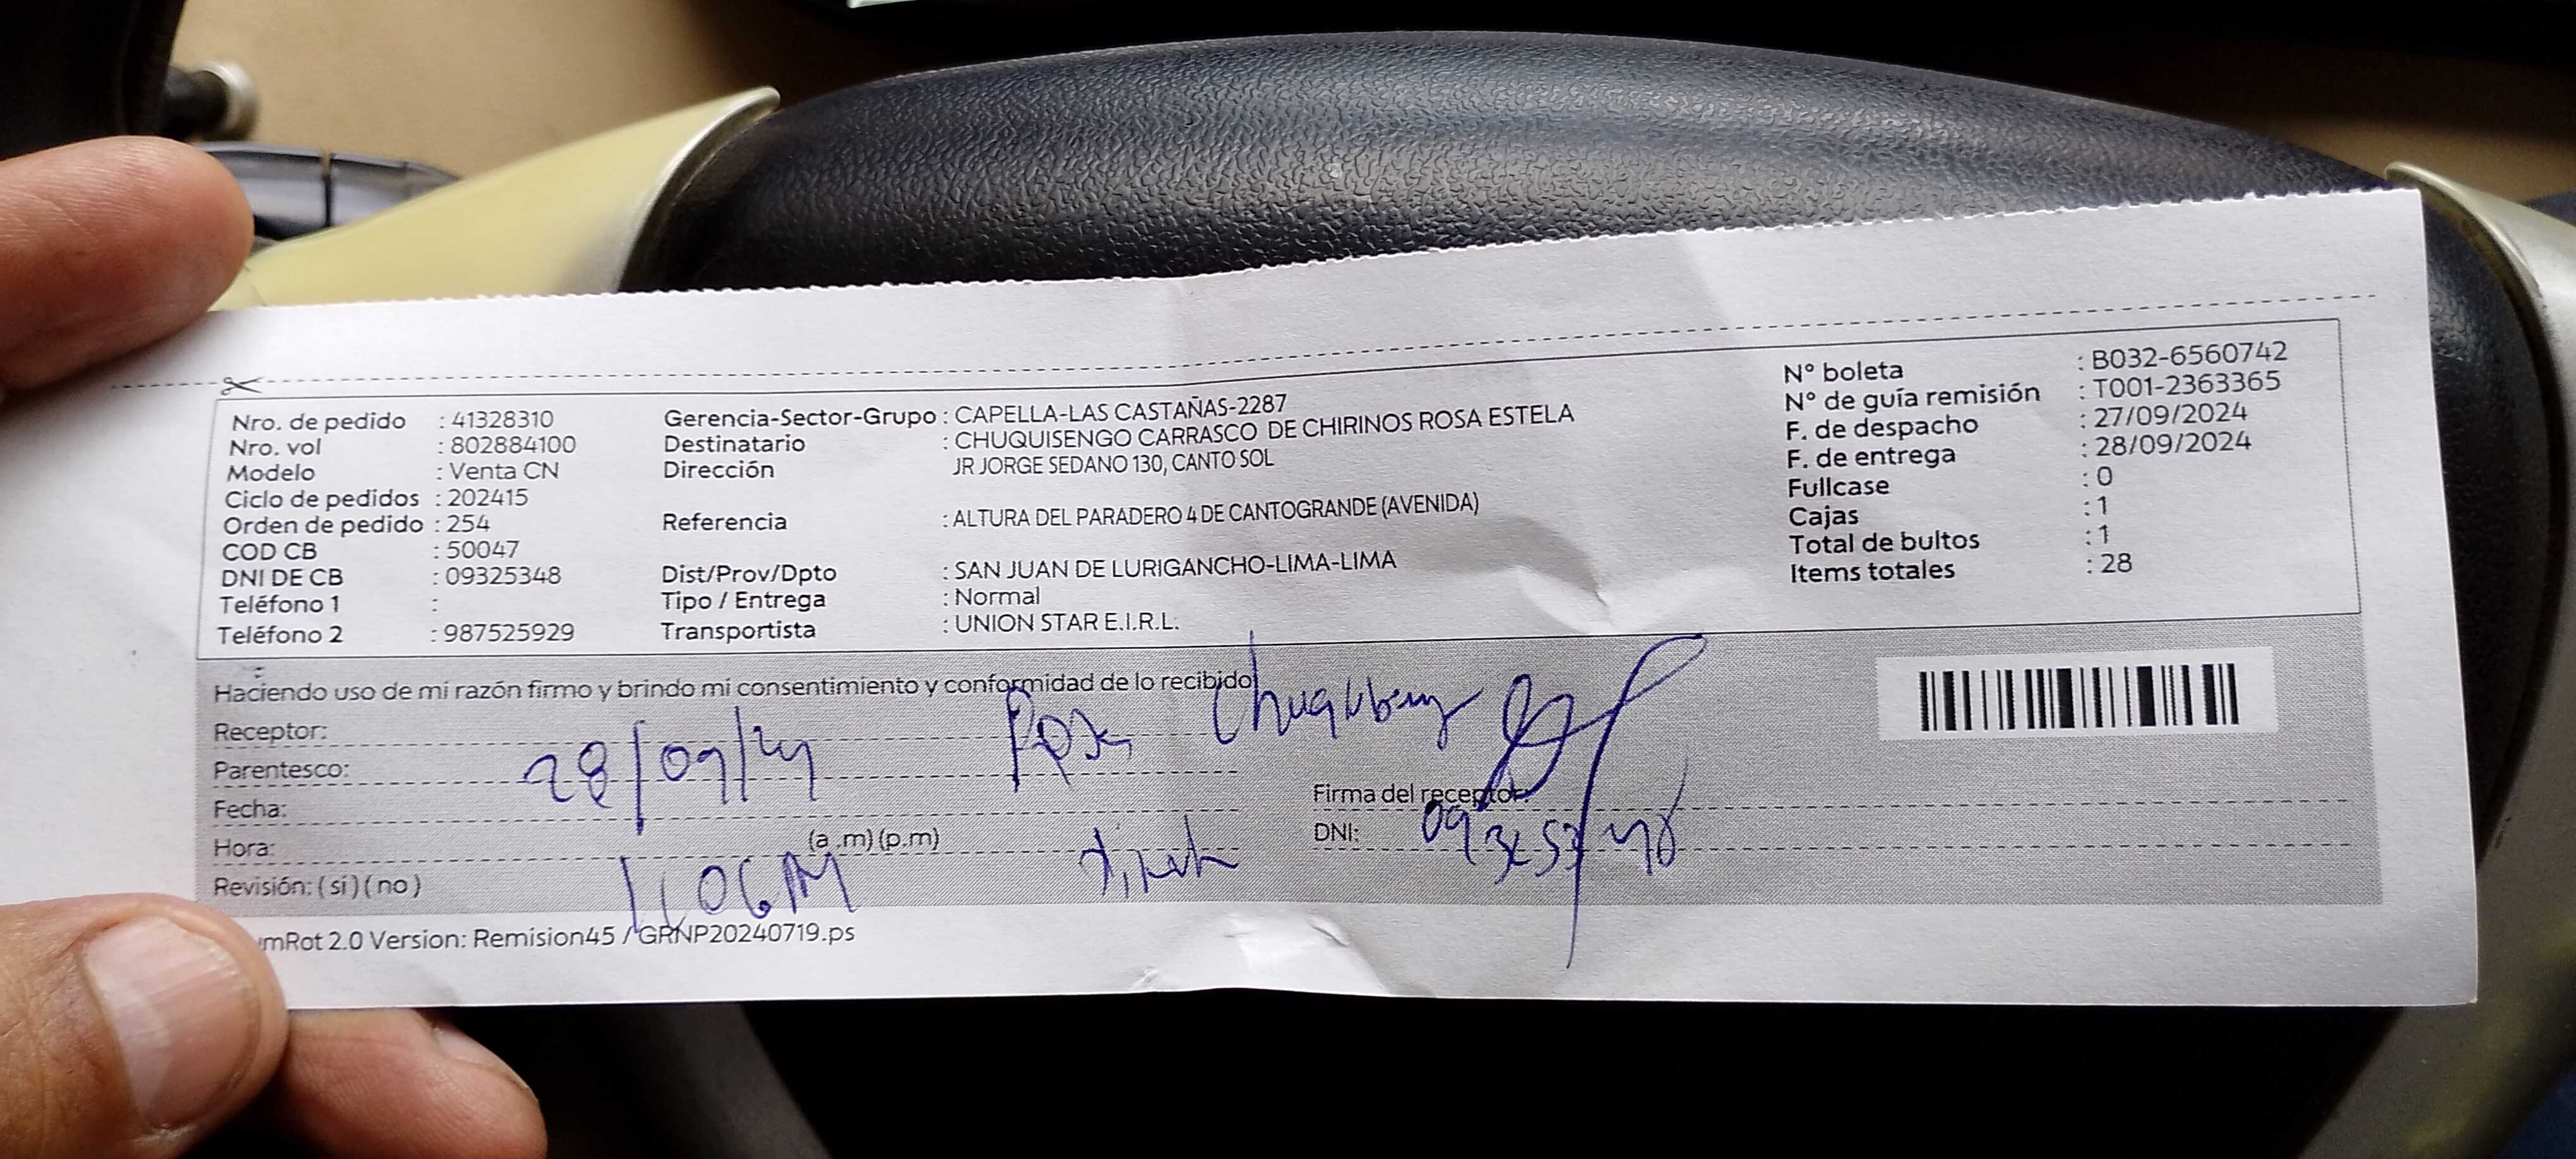 Nro. de pedido : 41328310
Nro. vol : 802884100
Modelo : Venta CN
Ciclo de pedidos : 202415
Orden de pedido : 254
COD CB : 50047
DNI DE CB : 09325348
Teléfono 1 :
Teléfono 2 : 987525929
Gerencia-Sector-Grupo : CAPELLA-LAS CASTAÑAS-2287
Destinatario : CHUQUISENGO CARRASCO DE CHIRINOS ROSA ESTELA
Dirección JR JORGE SEDANO 130, CANTO SOL
Referencia : ALTURA DEL PARADERO 4 DE CANTOGRANDE (AVENIDA)
Dist/Prov/Dpto : SAN JUAN DE LURIGANCHO-LIMA-LIMA
Tipo / Entrega : Normal
Transportista : UNION STAR E.I.R.L.
N° boleta : B032-6560742
N° de guía remisión : T001-2363365
F. de despacho : 27/09/2024
F. de entrega : 28/09/2024
Fullcase : 0
Cajas : 1
Total de bultos : 1
Items totales : 28
Haciendo uso de mi razón firmo y brindo mi consentimiento y conformidad de lo recibido
Receptor: Rosa
Parentesco: 28/09/24
Fecha:
Hora: (a .m) (p.m)
Revisión: ( sí ) ( no )
Firma del receptor:
DNI:
mRot 2.0 Version: Remision45 / GRNP20240719.ps